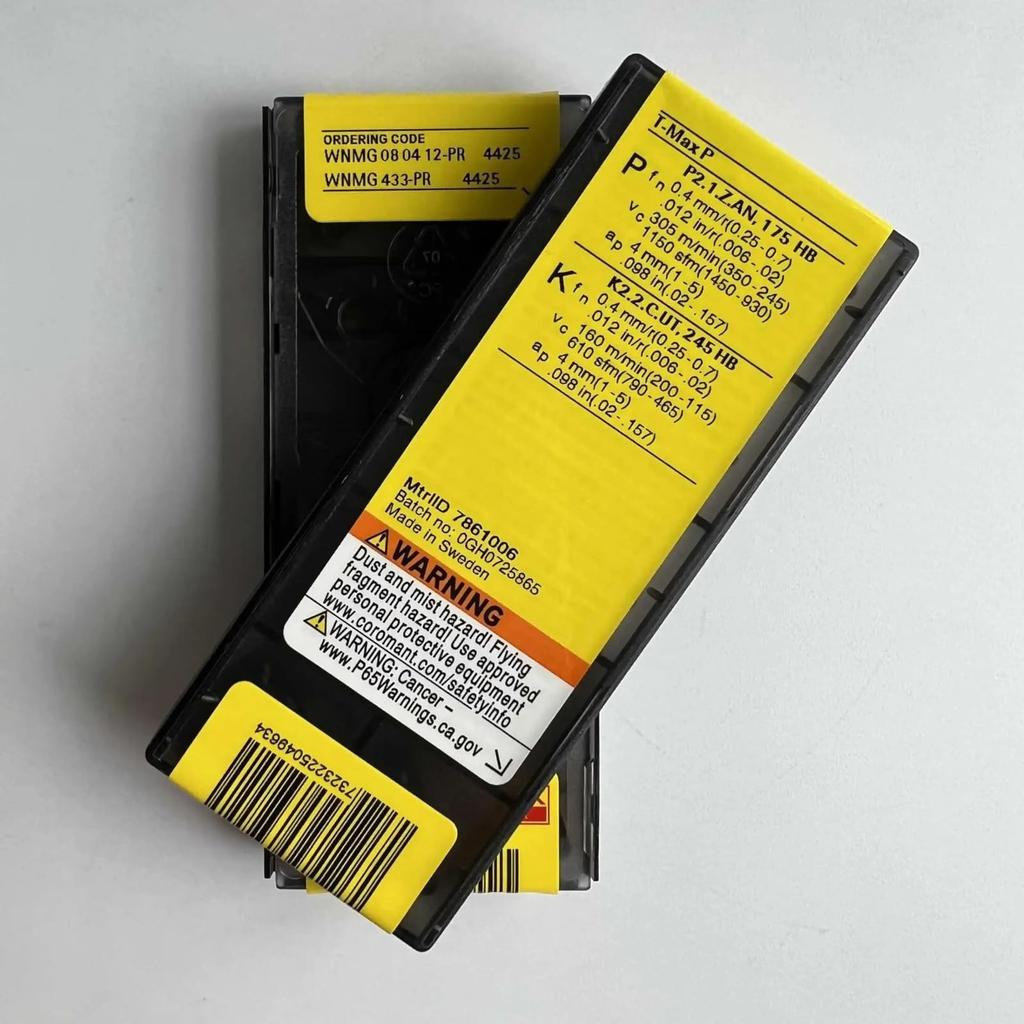 ORDERING CODE
WNMG 08 04 12-PR 4425
WNMG 433-PR 4425
T-Max P
P P2.1.Z.AN, 175 HB
fn 0.4 mm/r(0.25-0.7)
.012 in/r(.006-.02)
vc 305 m/min(350-245)
1150 sfm(1450-930)
ap 4 mm(1-5)
.098 in(.02-.157)
K K2.2.C.UT, 245 HB
fn 0.4 mm/r(0.25-0.7)
.012 in/r(.006-.02)
vc 160 m/min(200-115)
610 sfm(790-465)
ap 4 mm(1-5)
.098 in(.02-.157)
MtrlID 7861006
Batch no: 0GH0725865
Made in Sweden
WARNING
Dust and mist hazard! Flying
fragment hazard! Use approved
personal protective equipment
www.coromant.com/safetyinfo
WARNING: Cancer –
www.P65Warnings.ca.gov
7323225049634
07